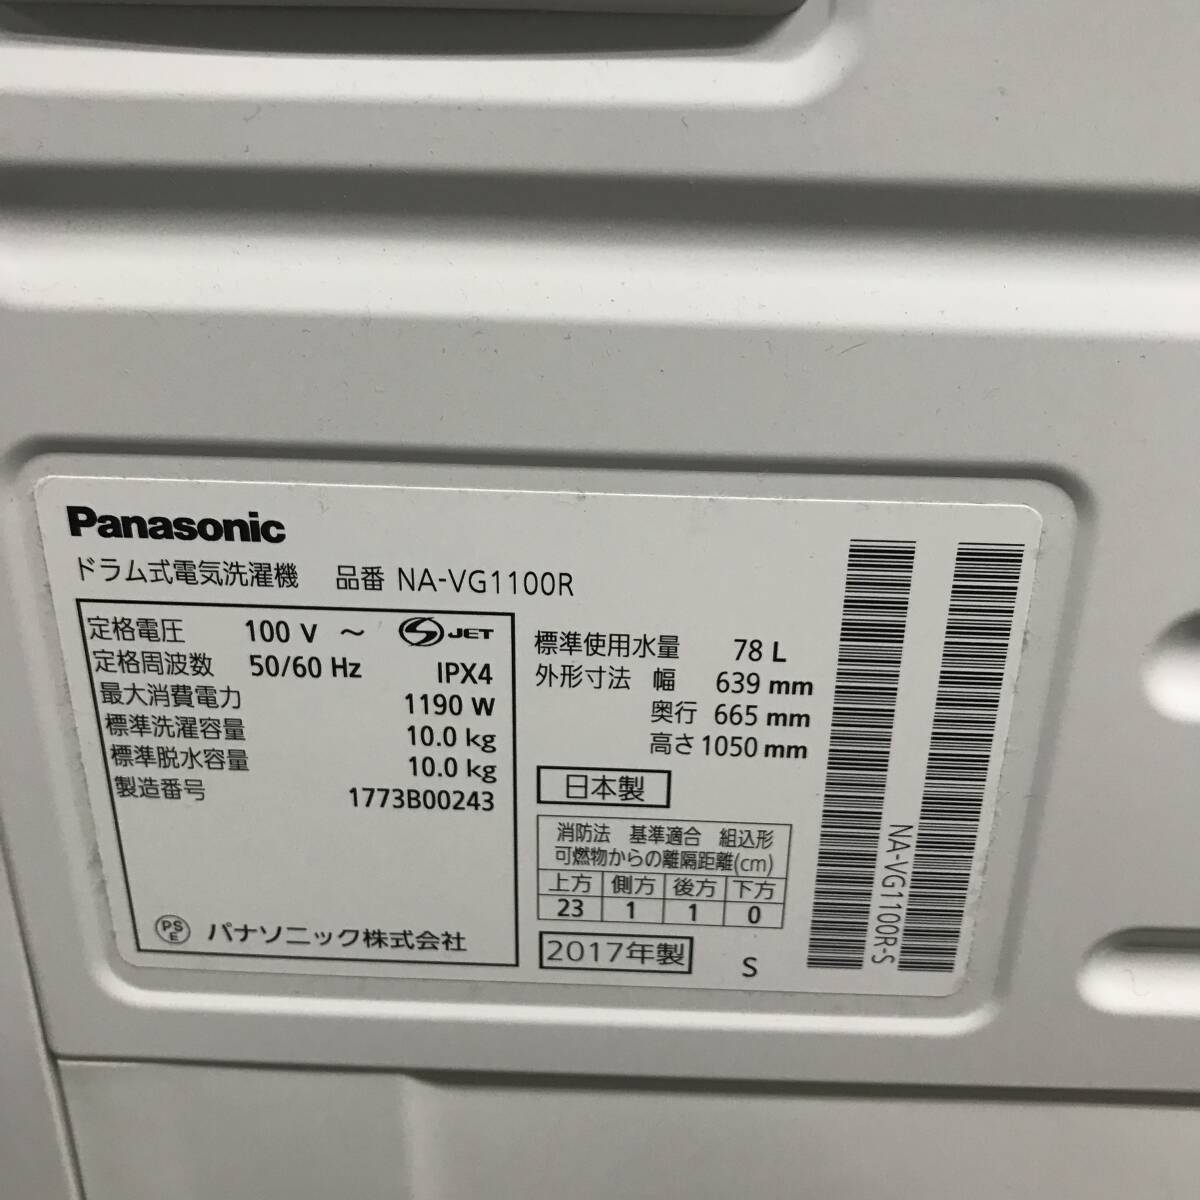 Panasonic
ドラム式電気洗濯機 品番 NA-VG1100R
定格電圧 100 V ～ S JET
定格周波数 50/60 Hz IPX4
最大消費電力 1190 W
標準洗濯容量 10.0 kg
標準脱水容量 10.0 kg
製造番号 1773B00243
PS
E パナソニック株式会社
標準使用水量 78 L
外形寸法 幅 639 mm
奥行 665 mm
高さ 1050 mm
日本製
消防法 基準適合 組込形
可燃物からの離隔距離(cm)
上方 側方 後方 下方
23 1 1 0
2017年製 S
NA-VG1100R-S